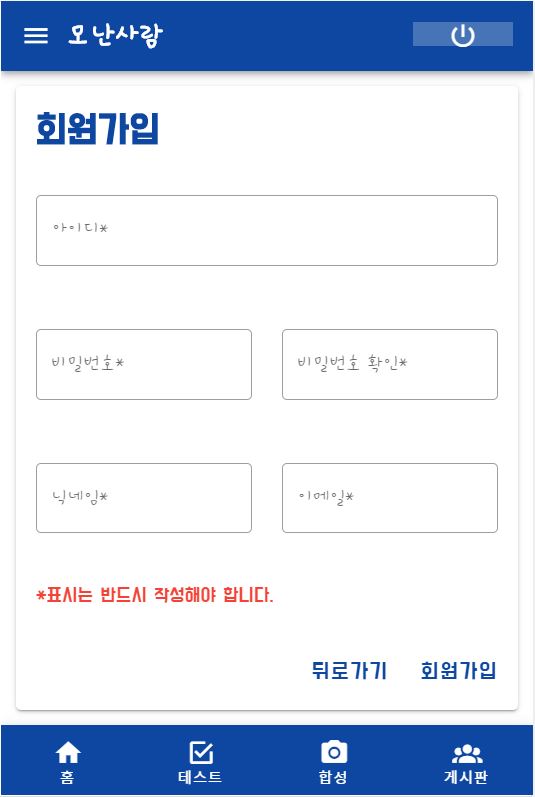 모난사람
회원가입
아이디*
비밀번호* 비밀번호 확인*
닉네임* 이메일*
*표시는 반드시 작성해야 합니다.
뒤로가기 회원가입
홈 테스트 합성 게시판